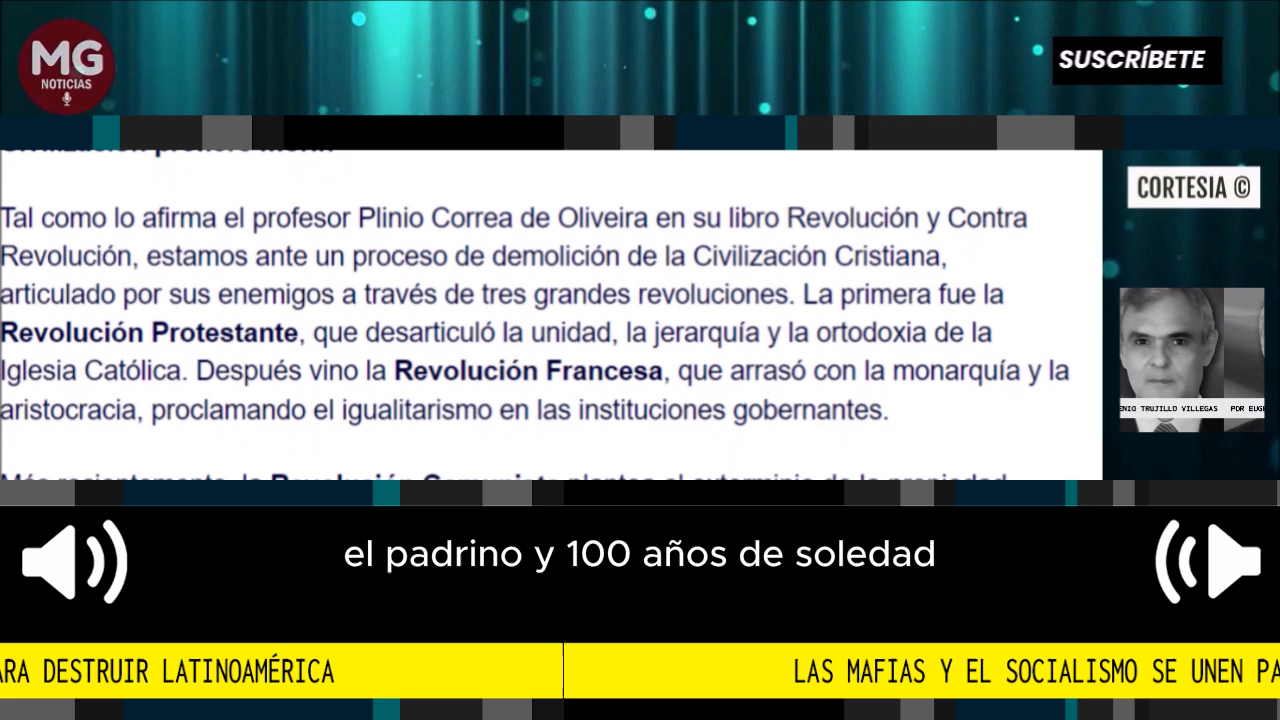 MG
NOTICIAS
SUSCRÍBETE
CORTESIA ©
Tal como lo afirma el profesor Plinio Correa de Oliveira en su libro Revolución y Contra
Revolución, estamos ante un proceso de demolición de la Civilización Cristiana,
articulado por sus enemigos a través de tres grandes revoluciones. La primera fue la
Revolución Protestante, que desarticuló la unidad, la jerarquía y la ortodoxia de la
Iglesia Católica. Después vino la Revolución Francesa, que arrasó con la monarquía y la
aristocracia, proclamando el igualitarismo en las instituciones gobernantes.
ENIO TRUJILLO VILLEGAS POR EUG
el padrino y 100 años de soledad
ARA DESTRUIR LATINOAMÉRICA
LAS MAFIAS Y EL SOCIALISMO SE UNEN PA